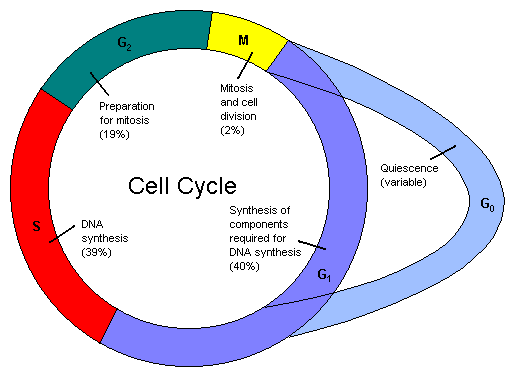 G2
M
Preparation
for mitosis
(19%)
Mitosis
and cell
division
(2%)
Quiescence
(variable)
Cell Cycle
G0
S
DNA
synthesis
(39%)
Synthesis of
components
required for
DNA synthesis
(40%)
G1